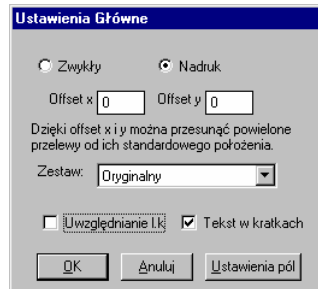 Ustawienia Główne
Zwykły Nadruk
Offset x 0 Offset y 0
Dzięki offset x i y można przesunąć powielone
przelewy od ich standardowego położenia.
Zestaw: Oryginalny
Uwzględnianie l.k Tekst w kratkach
OK Anuluj Ustawienia pól